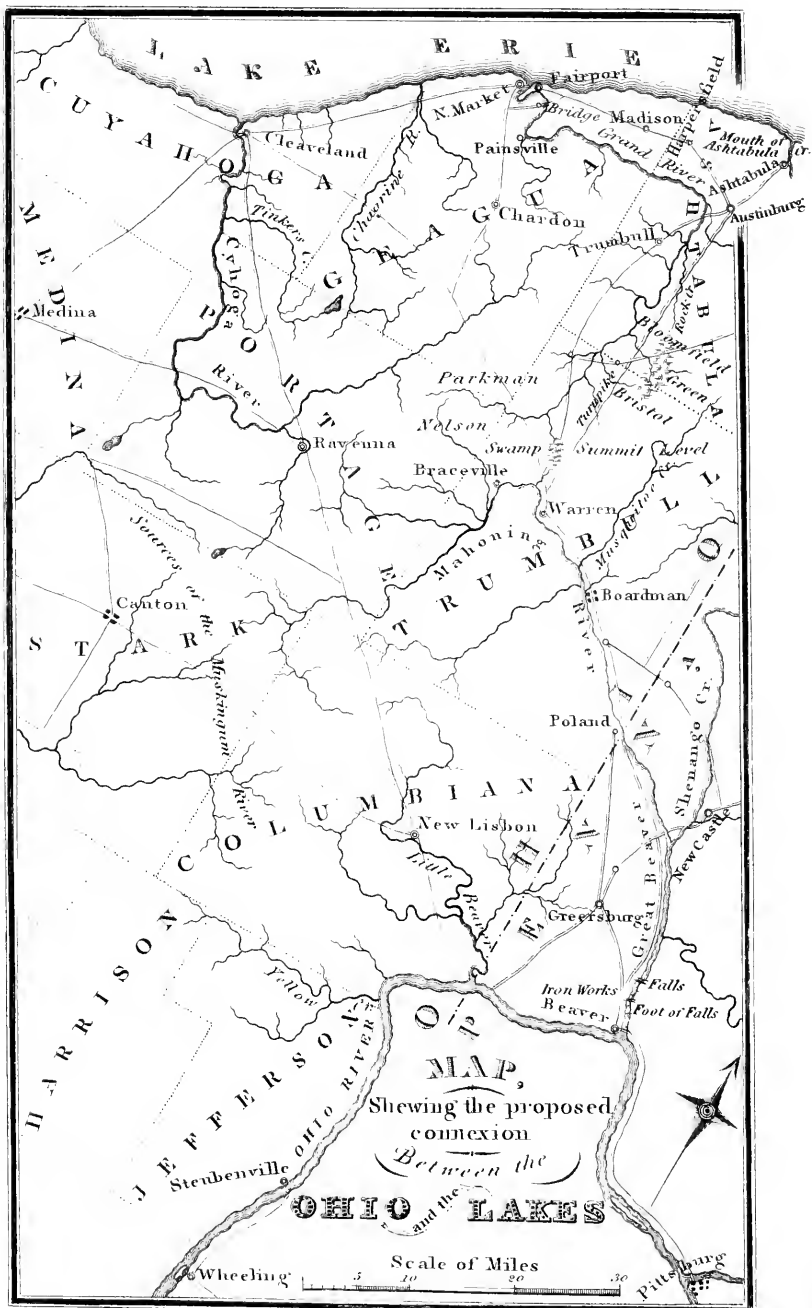 LAKE ERIE
CUYAHOGA
Fairport
N. Market
Bridge
Madison
Harpersfield
Mouth of
Ashtabula Cr.
Cleaveland
Painsville
Grand River
Ashtabula
Austinburg
Chagrine R.
Tinkers C.
Chardon
GEAUGA
Trumbull
ASHTABULA
MEDINA
Medina
Cyhoga
River
PORTAGE
Rock cr.
Bloomfield
Green
Parkman
Turnpike
Bristol
Nelson
Ravenna
Swamp
Summit Level
Braceville
Warren
Musquitoe Cr.
Mahoning
TRUMBULL
Sources of the
Muskingum
River
Canton
STARK
Boardman
River
Poland
Shenango Cr.
COLUMBIANA
New Lisbon
Little
Beaver
Great Beaver
New Castle
Greersburg
HARRISON
Yellow
Cr.
Iron Works
Falls
Beaver
Foot of Falls
OHIO
PENN
JEFFERSON
OHIO RIVER
Steubenville
Wheeling
Pittsburg
MAP,
Shewing the proposed
connexion
Between the
OHIO and the LAKES
Scale of Miles
5 10 20 30